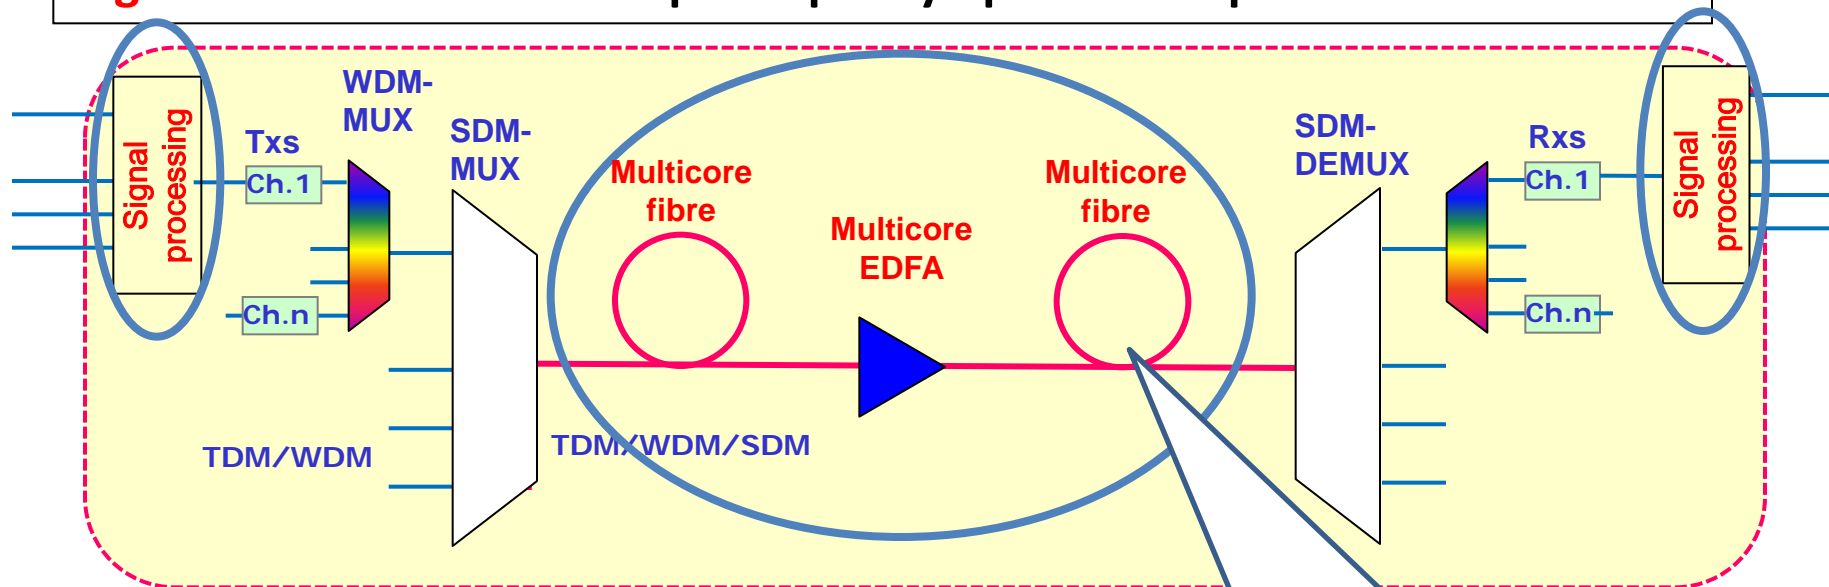 WDM-
MUX
SDM-
MUX
Txs
Signal
processing
Ch.1
Ch.n
TDM/WDM
TDM/WDM/SDM
Multicore
fibre
Multicore
EDFA
Multicore
fibre
SDM-
DEMUX
Rxs
Ch.1
Ch.n
Signal
processing